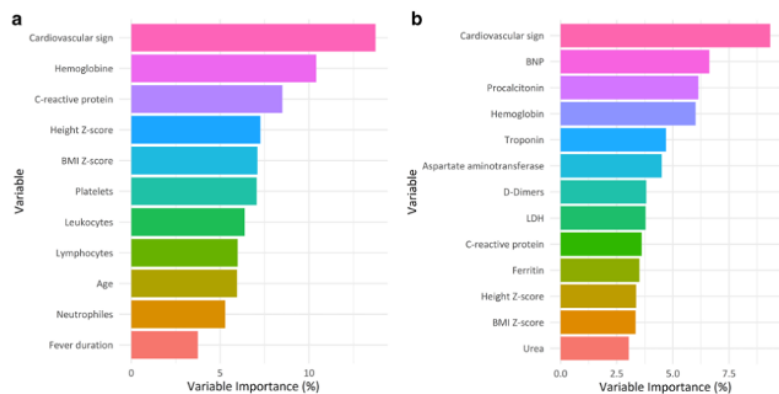 a
Variable
Cardiovascular sign
Hemoglobine
C-reactive protein
Height Z-score
BMI Z-score
Platelets
Leukocytes
Lymphocytes
Age
Neutrophiles
Fever duration
0
5
10
Variable Importance (%)
b
Variable
Cardiovascular sign
BNP
Procalcitonin
Hemoglobin
Troponin
Aspartate aminotransferase
D-Dimers
LDH
C-reactive protein
Ferritin
Height Z-score
BMI Z-score
Urea
0.0
2.5
5.0
7.5
Variable Importance (%)